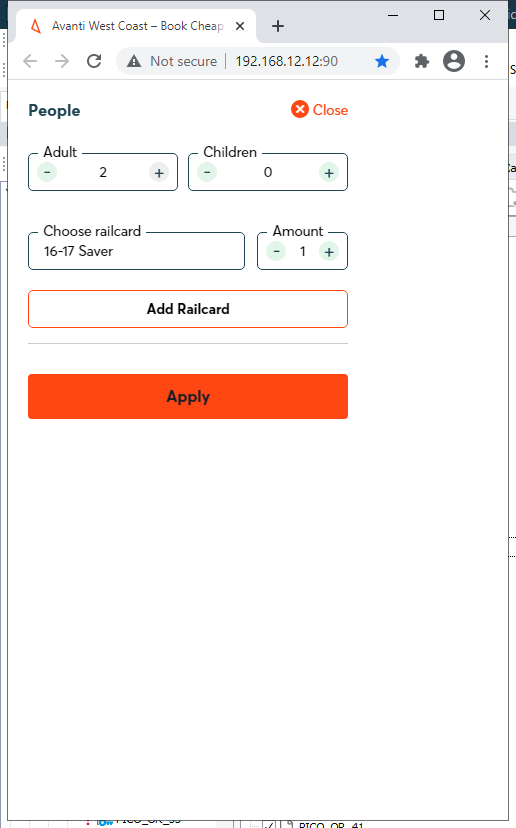 Avanti West Coast – Book Cheap
Not secure | 192.168.12.12:90
People
Close
Adult
Children
- 2 +
- 0 +
Choose railcard
Amount
16-17 Saver
- 1 +
Add Railcard
Apply
PICO_OR_41